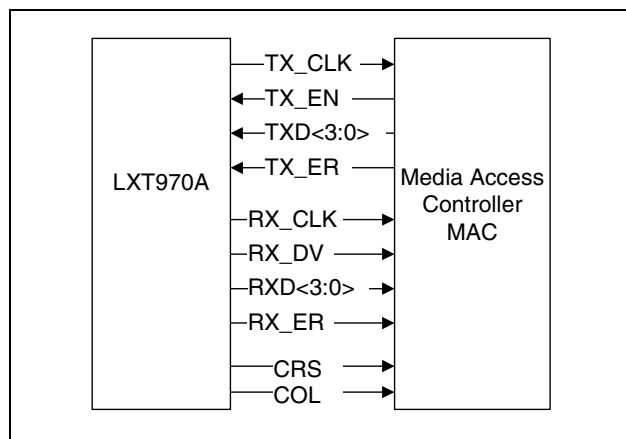 LXT970A
TX_CLK
TX_EN
TXD<3:0>
TX_ER
RX_CLK
RX_DV
RXD<3:0>
RX_ER
CRS
COL
Media Access
Controller
MAC